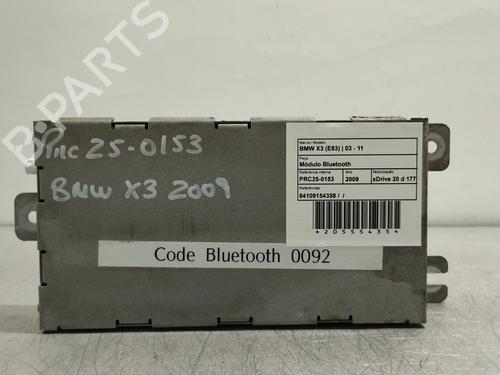 B-PARTS
PRC 25-0153
BMW X3 2009
Marca / Modelo
BMW X3 (E83) | 03 - 11
Peça
Módulo Bluetooth
Referência Interna Ano Motorização
PRC25-0153 2009 xDrive 20 d 177
Referências
84109154358 / /
*2055543S*
Code Bluetooth 0092